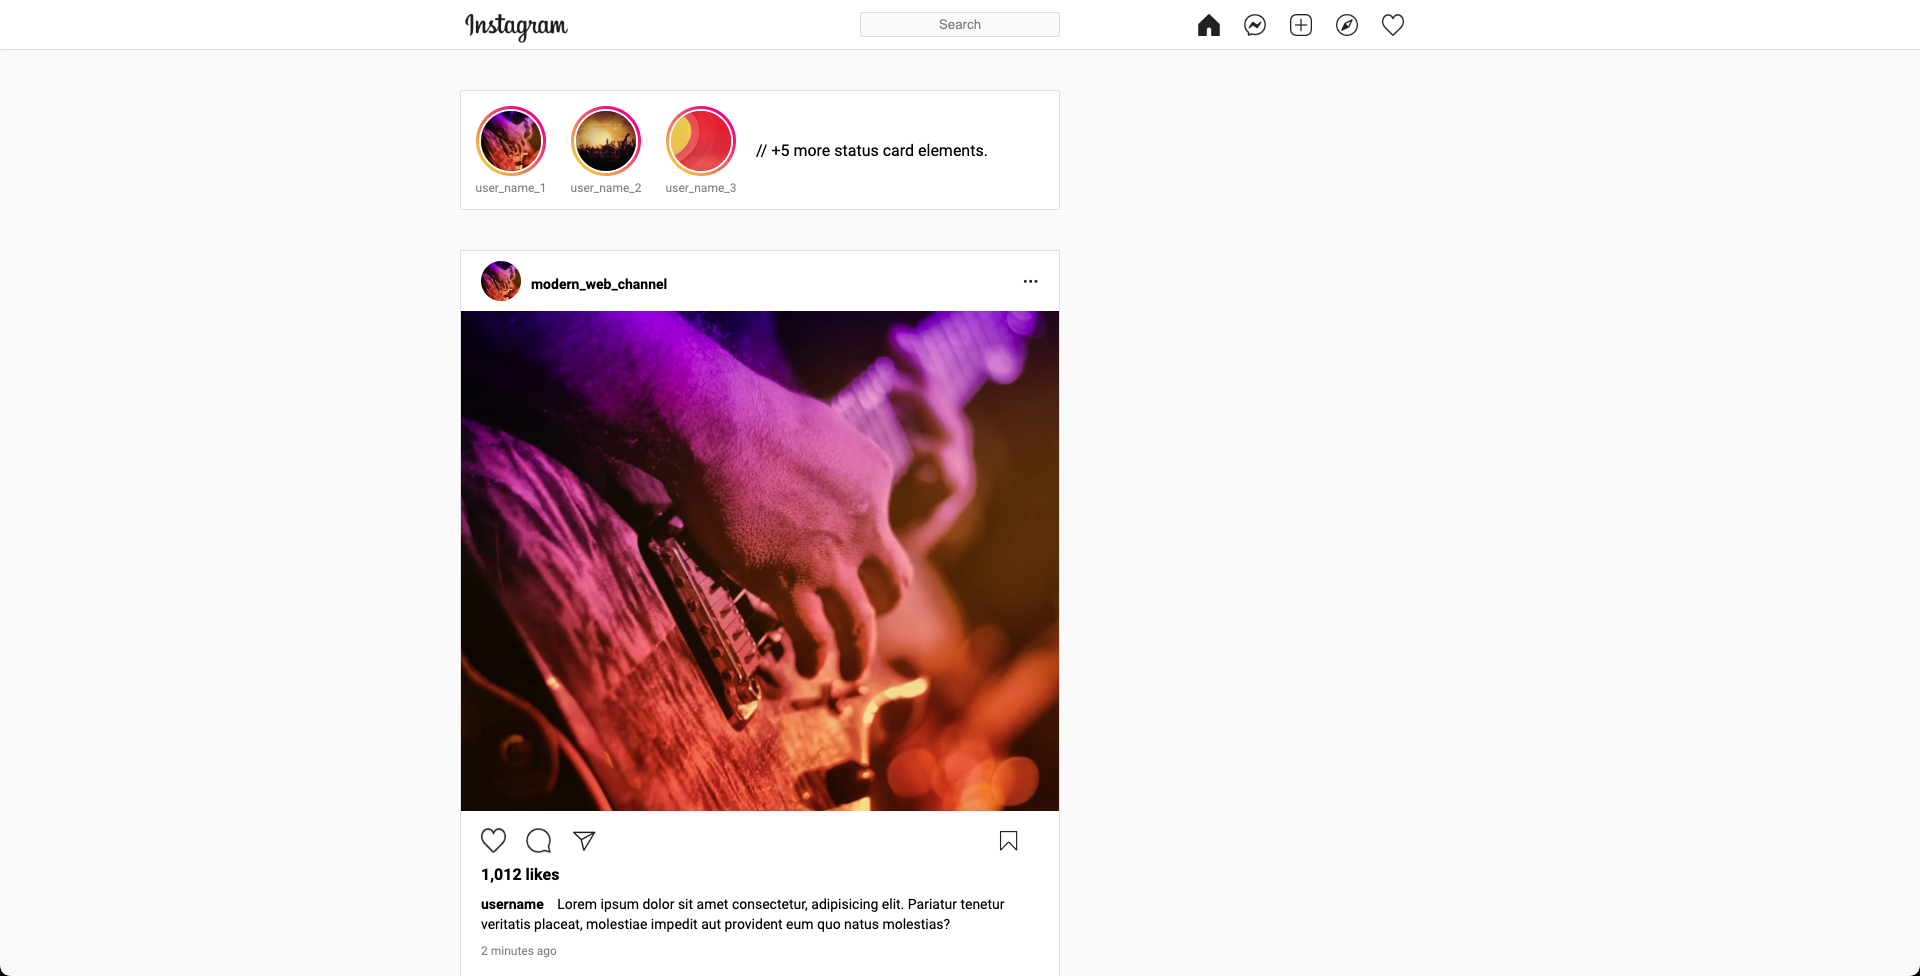 Instagram
Search
user_name_1
user_name_2
user_name_3
// +5 more status card elements.
modern_web_channel
1,012 likes
username Lorem ipsum dolor sit amet consectetur, adipisicing elit. Pariatur tenetur
veritatis placeat, molestiae impedit aut provident eum quo natus molestias?
2 minutes ago